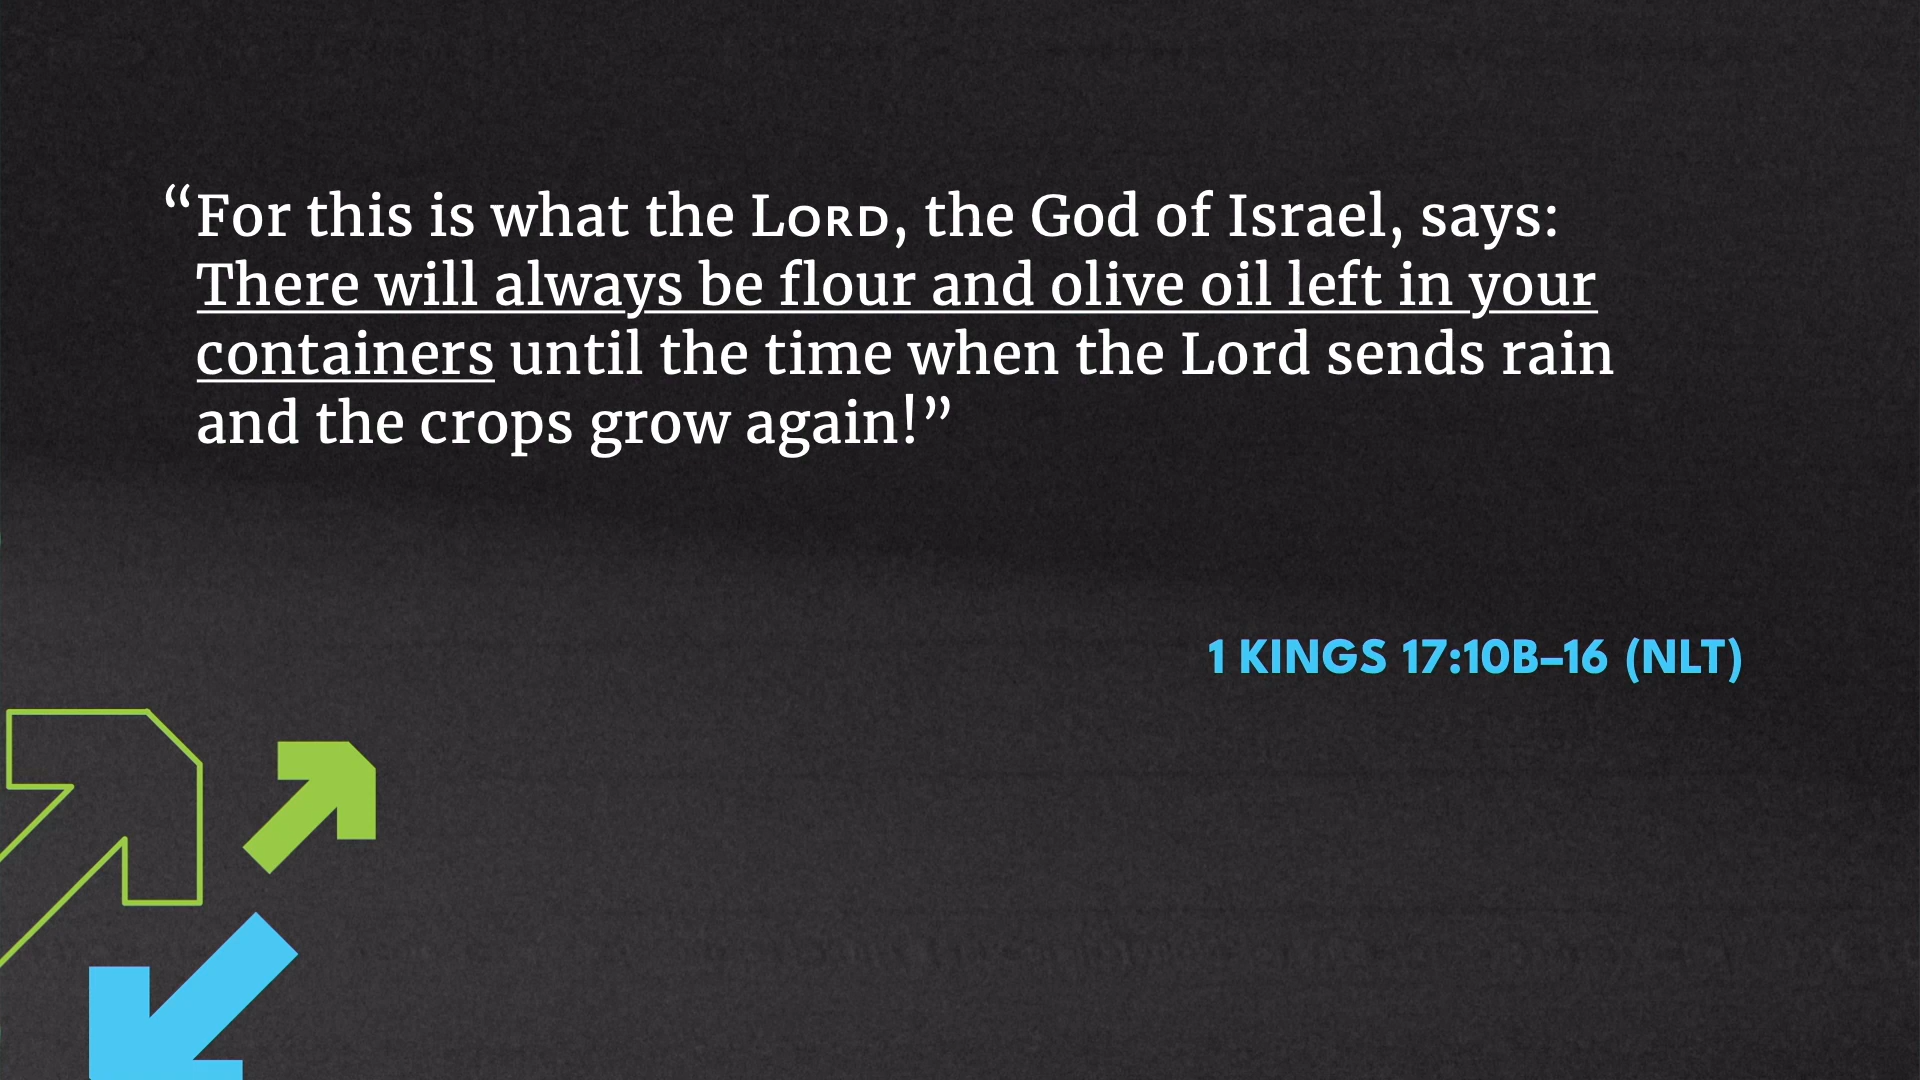 “For this is what the LORD, the God of Israel, says:
There will always be flour and olive oil left in your
containers until the time when the Lord sends rain
and the crops grow again!”
1 KINGS 17:10B–16 (NLT)